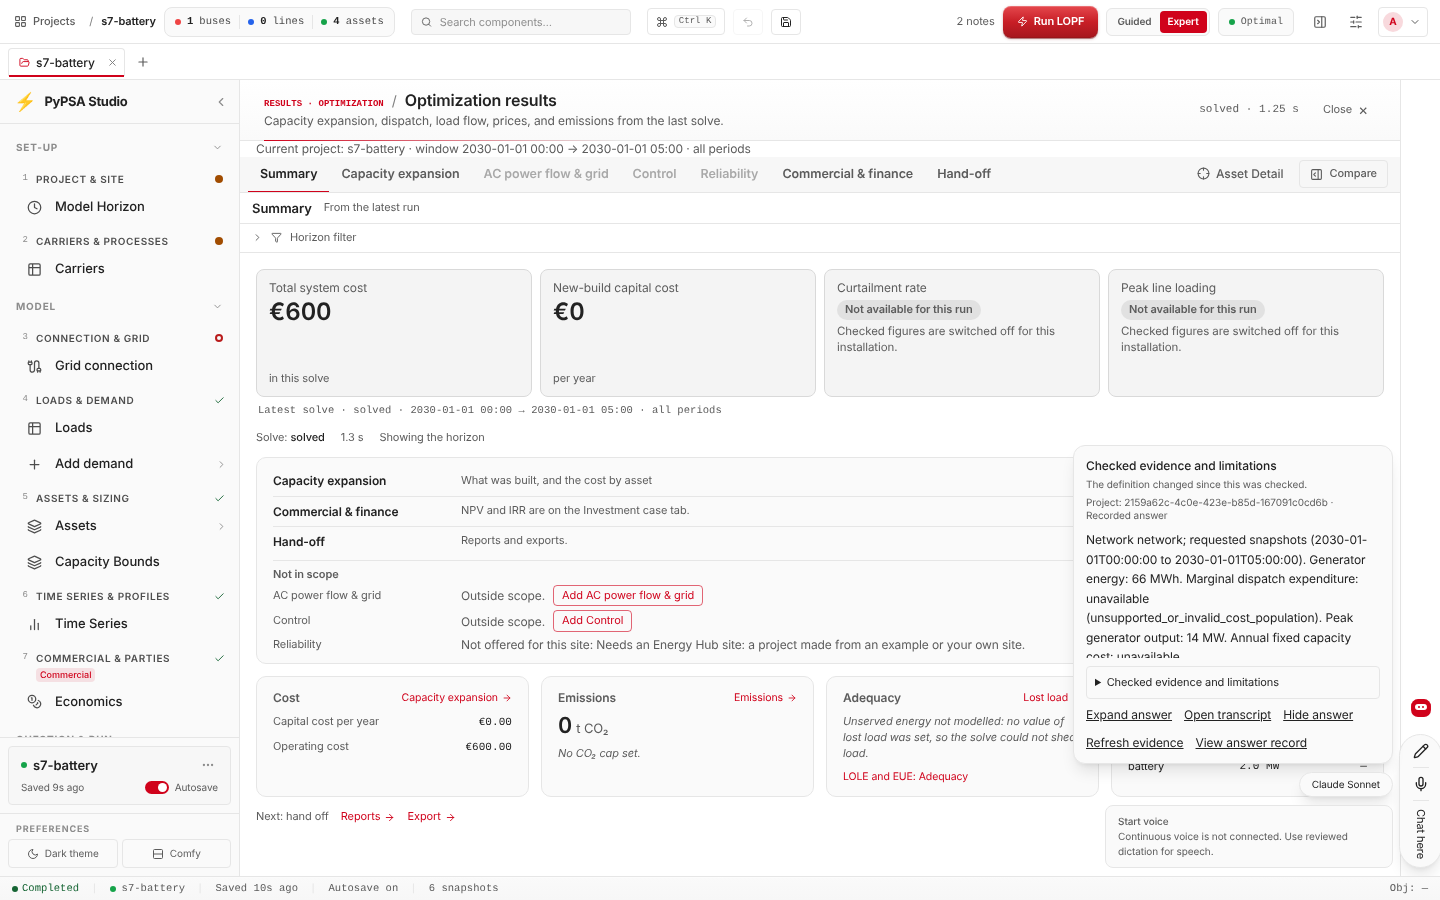 Projects / s7-battery
1 buses
0 lines
4 assets
Search components...
⌘ Ctrl K
2 notes
Run LOPF
Guided
Expert
Optimal
A
s7-battery
PyPSA Studio
SET-UP
1 PROJECT & SITE
Model Horizon
2 CARRIERS & PROCESSES
Carriers
MODEL
3 CONNECTION & GRID
Grid connection
4 LOADS & DEMAND
Loads
Add demand
5 ASSETS & SIZING
Assets
Capacity Bounds
6 TIME SERIES & PROFILES
Time Series
7 COMMERCIAL & PARTIES
Commercial
Economics
s7-battery
Saved 9s ago
Autosave
PREFERENCES
Dark theme
Comfy
RESULTS · OPTIMIZATION / Optimization results
Capacity expansion, dispatch, load flow, prices, and emissions from the last solve.
solved · 1.25 s
Close ×
Current project: s7-battery · window 2030-01-01 00:00 → 2030-01-01 05:00 · all periods
Summary
Capacity expansion
AC power flow & grid
Control
Reliability
Commercial & finance
Hand-off
Asset Detail
Compare
Summary From the latest run
Horizon filter
Total system cost
€600
in this solve
New-build capital cost
€0
per year
Curtailment rate
Not available for this run
Checked figures are switched off for this
installation.
Peak line loading
Not available for this run
Checked figures are switched off for this
installation.
Latest solve · solved · 2030-01-01 00:00 → 2030-01-01 05:00 · all periods
Solve: solved 1.3 s Showing the horizon
Capacity expansion What was built, and the cost by asset
Commercial & finance NPV and IRR are on the Investment case tab.
Hand-off Reports and exports.
Not in scope
AC power flow & grid Outside scope. Add AC power flow & grid
Control Outside scope. Add Control
Reliability Not offered for this site: Needs an Energy Hub site: a project made from an example or your own site.
Cost Capacity expansion →
Capital cost per year €0.00
Operating cost €600.00
Emissions Emissions →
0 t CO₂
No CO₂ cap set.
Adequacy Lost load
Unserved energy not modelled: no value of
lost load was set, so the solve could not shed
load.
LOLE and EUE: Adequacy
battery 2.0 MW —
Next: hand off Reports → Export →
Checked evidence and limitations
The definition changed since this was checked.
Project: 2159a62c-4c0e-423e-b85d-167091c0cd6b ·
Recorded answer
Network network; requested snapshots (2030-01-
01T00:00:00 to 2030-01-01T05:00:00). Generator
energy: 66 MWh. Marginal dispatch expenditure:
unavailable
(unsupported_or_invalid_cost_population). Peak
generator output: 14 MW. Annual fixed capacity
cost: unavailable
▶ Checked evidence and limitations
Expand answer Open transcript Hide answer
Refresh evidence View answer record
Claude Sonnet
Start voice
Continuous voice is not connected. Use reviewed
dictation for speech.
Chat here
Completed
s7-battery
Saved 10s ago
Autosave on
6 snapshots
Obj: —